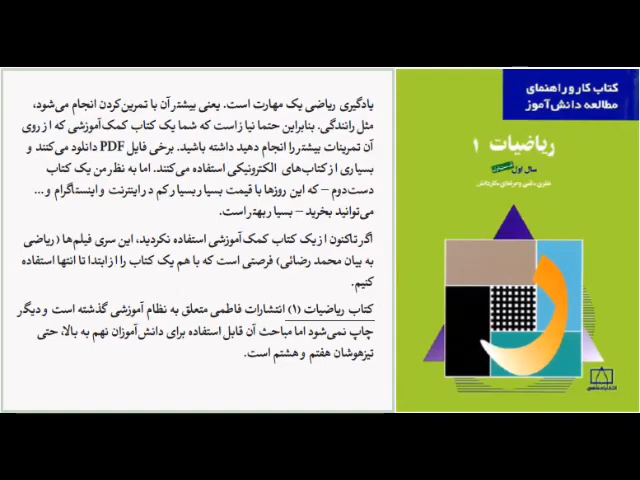 یادگیری ریاضی یک مهارت است. یعنی بیشتر آن با تمرین‌کردن انجام می‌شود،
مثل رانندگی. بنابراین حتما نیاز است که شما یک کتاب کمک‌آموزشی که از روی
آن تمرینات بیشتر را انجام دهید داشته باشید. برخی فایل PDF دانلود می‌کنند و
بسیاری از کتاب‌های الکترونیکی استفاده می‌کنند. اما به نظر من یک کتاب
دست‌دوم – که این روزها با قیمت بسیار بسیار کم در اینترنت و اینستاگرام و ...
می‌توانید بخرید – بسیار بهتر است.
اگر تاکنون از یک کتاب کمک‌آموزشی استفاده نکردید، این سری فیلم‌ها (ریاضی
به بیان محمد رضائی) فرصتی است که با هم یک کتاب را از ابتدا تا انتها استفاده
کنیم.
کتاب ریاضیات (۱) انتشارات فاطمی متعلق به نظام آموزشی گذشته است و دیگر
چاپ نمی‌شود اما مباحث آن قابل استفاده برای دانش‌آموزان نهم به بالا، حتی
تیزهوشان هفتم و هشتم است.
کتاب کار و راهنمای
مطالعه دانش‌آموز
ریاضیات ۱
سال اول